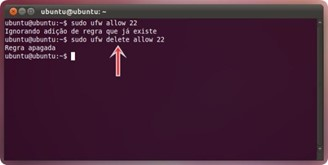 ubuntu@ubuntu: ~
ubuntu@ubuntu:~$ sudo ufw allow 22
Ignorando adição de regra que já existe
ubuntu@ubuntu:~$ sudo ufw delete allow 22
Regra apagada
ubuntu@ubuntu:~$